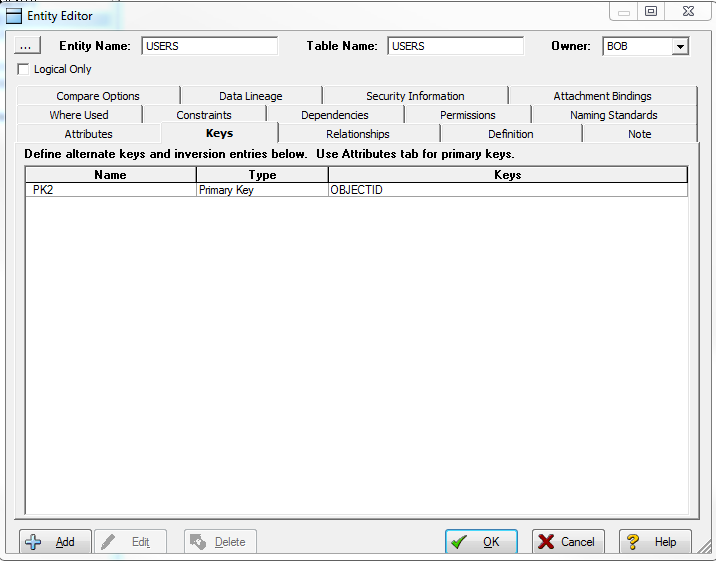 Entity Editor
... Entity Name: USERS Table Name: USERS Owner: BOB
Logical Only
Compare Options Data Lineage Security Information Attachment Bindings
Where Used Constraints Dependencies Permissions Naming Standards
Attributes Keys Relationships Definition Note
Define alternate keys and inversion entries below. Use Attributes tab for primary keys.
Name Type Keys
PK2 Primary Key OBJECTID
Add Edit Delete OK Cancel Help